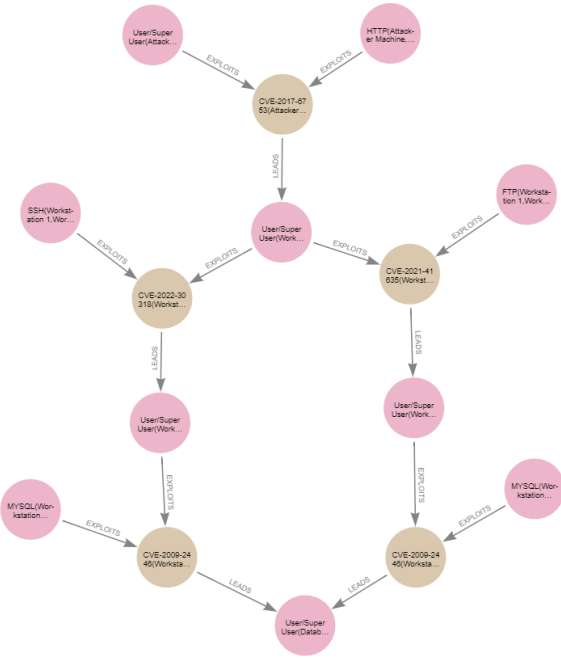 User/Super
User(Attack...
HTTP(Attack-
er Machine,...
EXPLOITS
EXPLOITS
CVE-2017-67
53(Attacker...
LEADS
SSH(Workst-
ation 1,Wor...
FTP(Worksta-
tion 1,Work...
User/Super
User(Work...
EXPLOITS
EXPLOITS
EXPLOITS
EXPLOITS
CVE-2022-30
318(Workst...
CVE-2021-41
635(Workst...
LEADS
LEADS
User/Super
User(Work...
User/Super
User(Work...
EXPLOITS
EXPLOITS
MYSQL(Wor-
kstation...
MYSQL(Wor-
kstation...
EXPLOITS
EXPLOITS
CVE-2009-24
46(Worksta...
CVE-2009-24
46(Worksta...
LEADS
LEADS
User/Super
User(Datab...